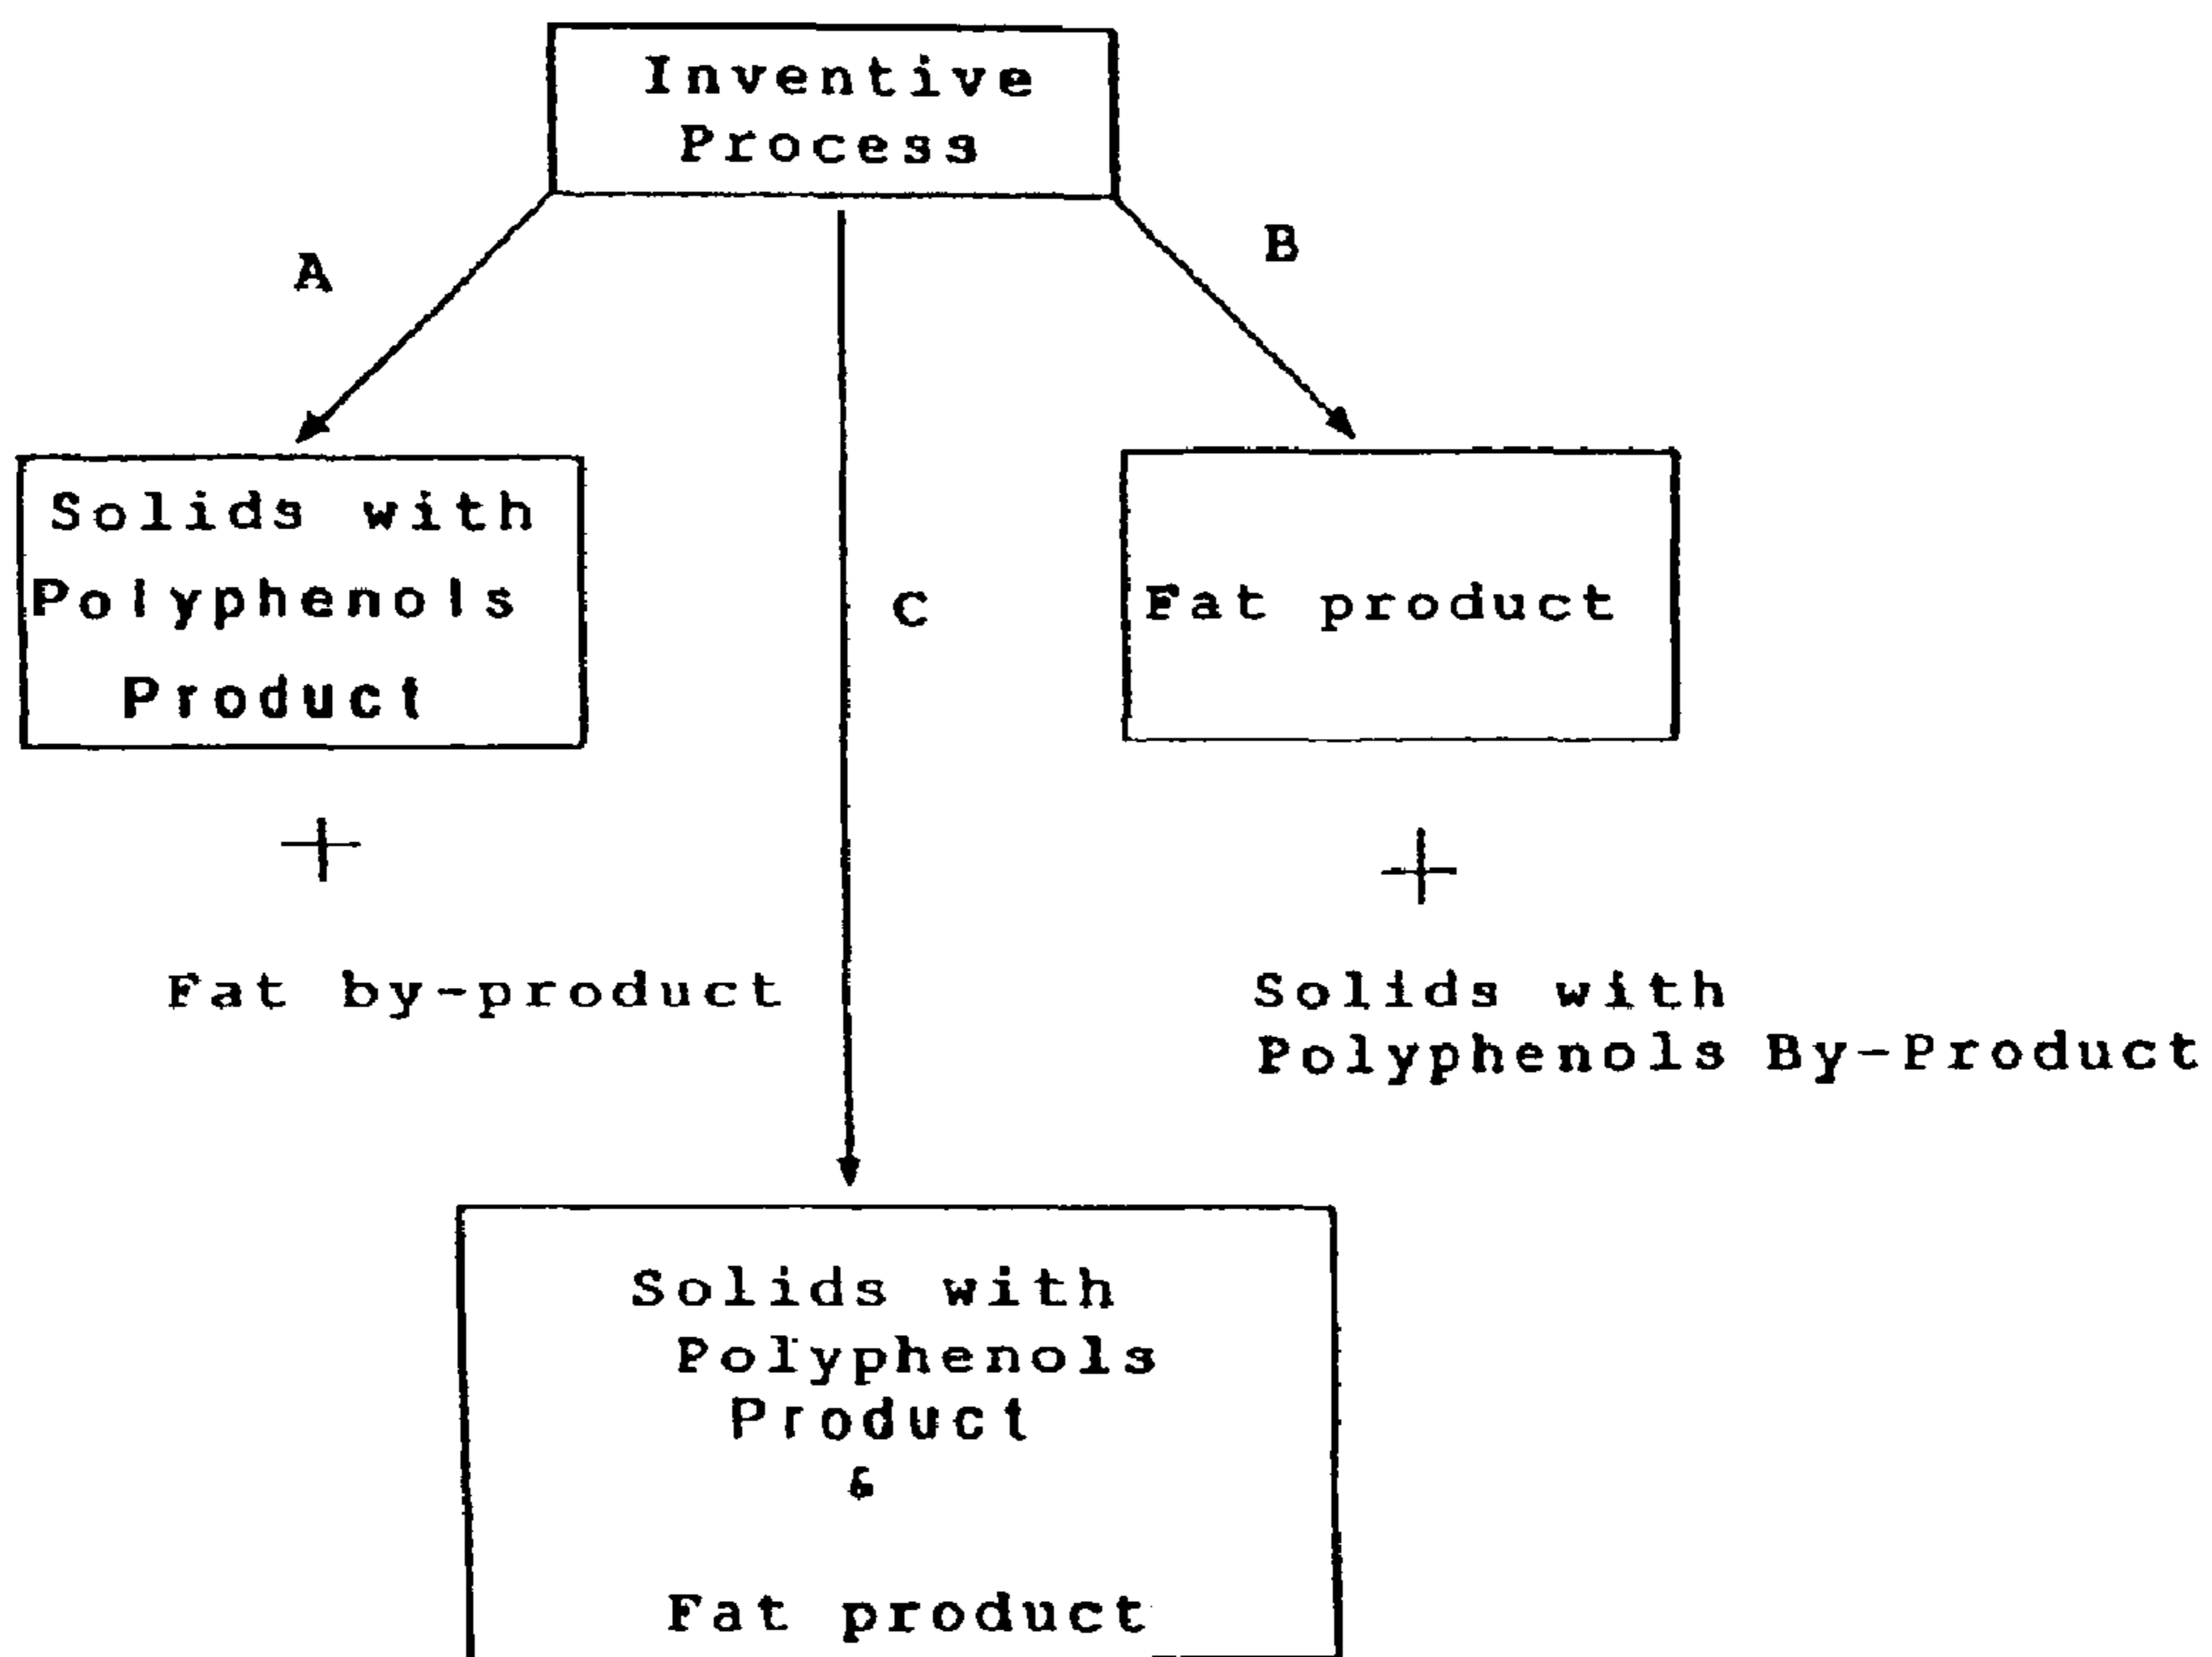 Inventive
Process
A
B
Solids with
Polyphenols
Product
C
Fat product
+
+
Fat by-product
Solids with
Polyphenols By-Product
Solids with
Polyphenols
Product
&
Fat product